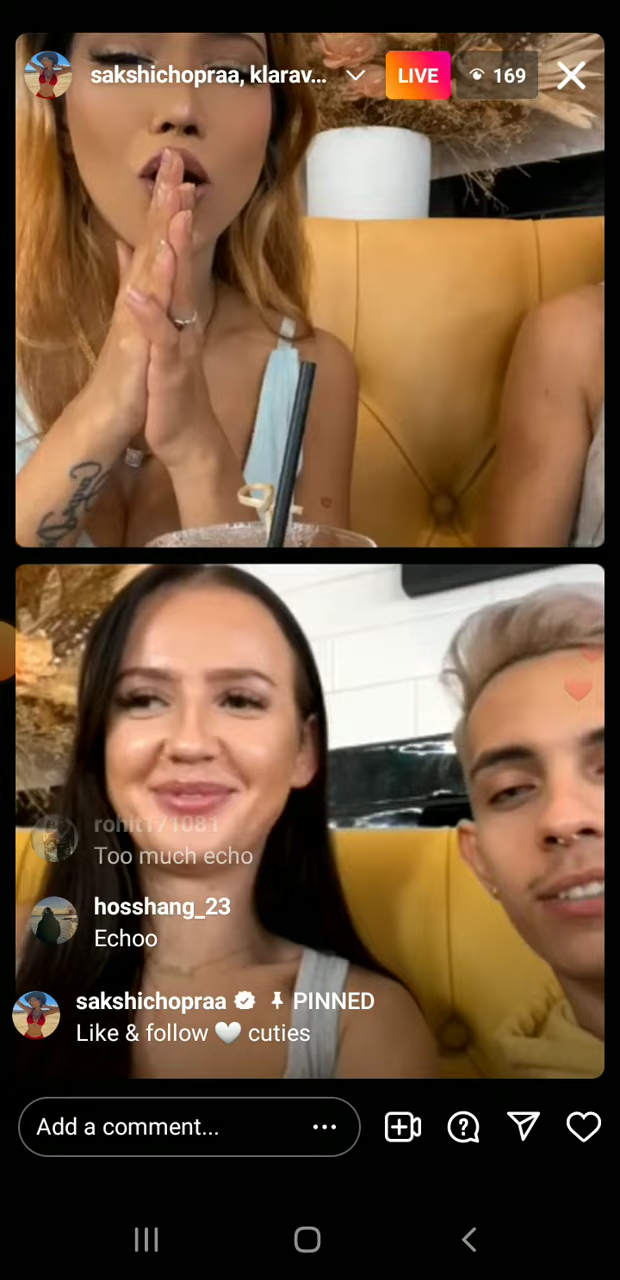 sakshichopraa, klarav...
LIVE
169
rohit171081
Too much echo
hosshang_23
Echoo
sakshichopraa PINNED
Like & follow 🤍 cuties
Add a comment...